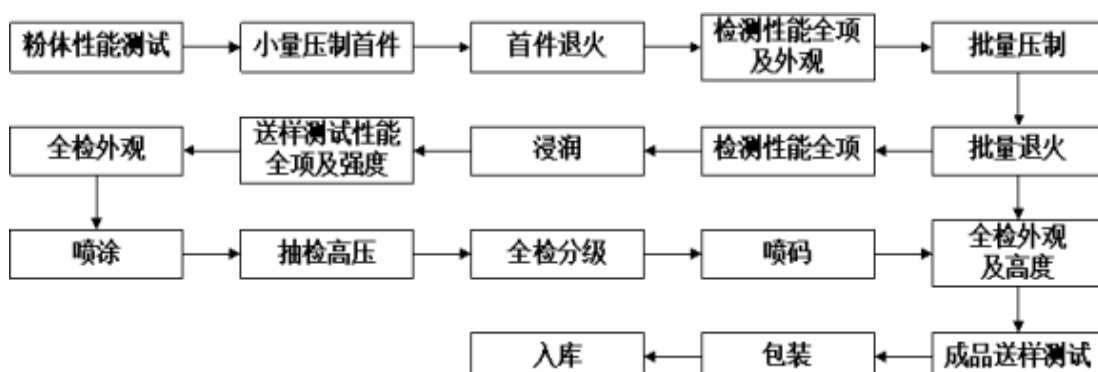 粉体性能测试
小量压制首件
首件退火
检测性能全项
及外观
批量压制
全检外观
送样测试性能
全项及强度
浸润
检测性能全项
批量退火
喷涂
抽检高压
全检分级
喷码
全检外观
及高度
入库
包装
成品送样测试